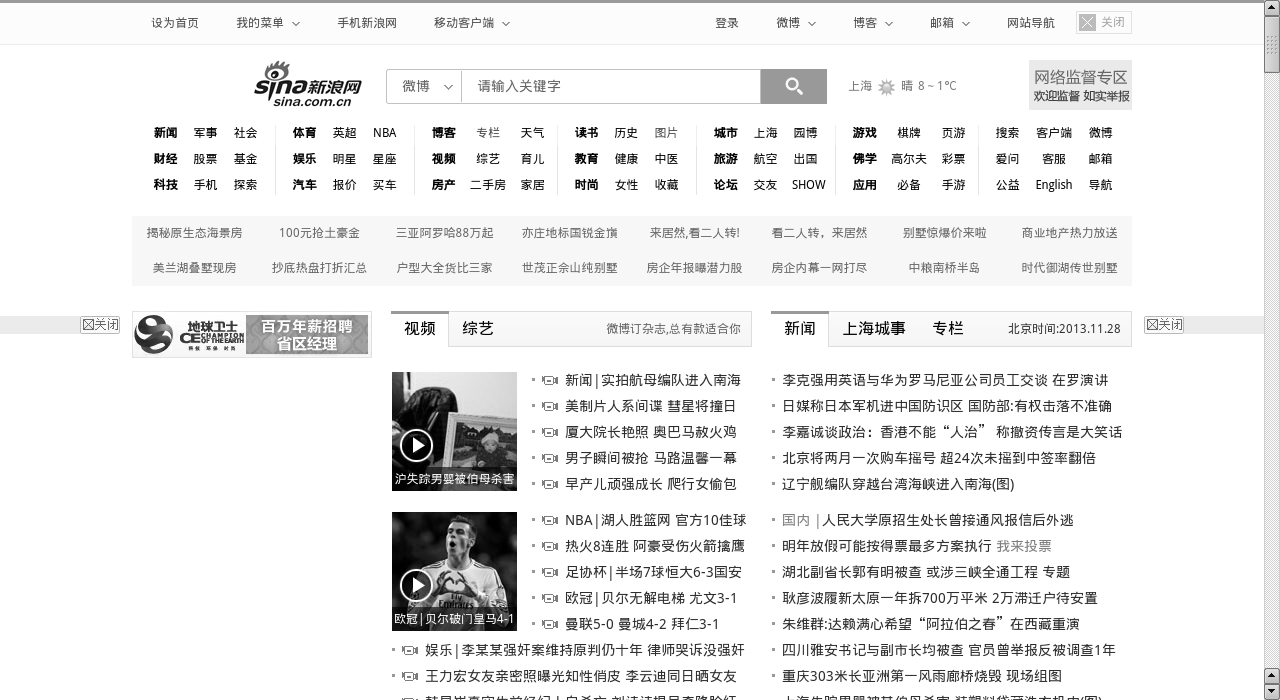 设为首页 我的菜单 手机新浪网 移动客户端 登录 微博 博客 邮箱 网站导航 关闭
sina新浪网
sina.com.cn
微博 请输入关键字 上海 晴 8 ~ 1°C
网络监督专区
欢迎监督 如实举报
新闻 军事 社会 体育 英超 NBA 博客 专栏 天气 读书 历史 图片 城市 上海 园博 游戏 棋牌 页游 搜索 客户端 微博
财经 股票 基金 娱乐 明星 星座 视频 综艺 育儿 教育 健康 中医 旅游 航空 出国 佛学 高尔夫 彩票 爱问 客服 邮箱
科技 手机 探索 汽车 报价 买车 房产 二手房 家居 时尚 女性 收藏 论坛 交友 SHOW 应用 必备 手游 公益 English 导航
揭秘原生态海景房 100元抢土豪金 三亚阿罗哈88万起 亦庄地标国锐金嵿 来居然,看二人转! 看二人转，来居然 别墅惊爆价来啦 商业地产热力放送
美兰湖叠墅现房 抄底热盘打折汇总 户型大全货比三家 世茂正佘山纯别墅 房企年报曝潜力股 房企内幕一网打尽 中粮南桥半岛 时代御湖传世别墅
关闭
地球卫士
CE CHAMPION OF THE EARTH
百万年薪招聘
省区经理
视频 综艺 微博订杂志,总有款适合你
新闻 上海城事 专栏 北京时间:2013.11.28
关闭
沪失踪男婴被伯母杀害
新闻|实拍航母编队进入南海
美制片人系间谍 彗星将撞日
厦大院长艳照 奥巴马赦火鸡
男子瞬间被抢 马路温馨一幕
早产儿顽强成长 爬行女偷包
欧冠|贝尔破门皇马4-1
NBA|湖人胜篮网 官方10佳球
热火8连胜 阿豪受伤火箭擒鹰
足协杯|半场7球恒大6-3国安
欧冠|贝尔无解电梯 尤文3-1
曼联5-0 曼城4-2 拜仁3-1
娱乐|李某某强奸案维持原判仍十年 律师哭诉没强奸
王力宏女友亲密照曝光知性俏皮 李云迪同日晒女友
李克强用英语与华为罗马尼亚公司员工交谈 在罗演讲
日媒称日本军机进中国防识区 国防部:有权击落不准确
李嘉诚谈政治：香港不能“人治” 称撤资传言是大笑话
北京将两月一次购车摇号 超24次未摇到中签率翻倍
辽宁舰编队穿越台湾海峡进入南海(图)
国内 |人民大学原招生处长曾接通风报信后外逃
明年放假可能按得票最多方案执行 我来投票
湖北副省长郭有明被查 或涉三峡全通工程 专题
耿彦波履新太原一年拆700万平米 2万滞迁户待安置
朱维群:达赖满心希望“阿拉伯之春”在西藏重演
四川雅安书记与副市长均被查 官员曾举报反被调查1年
重庆303米长亚洲第一风雨廊桥烧毁 现场组图